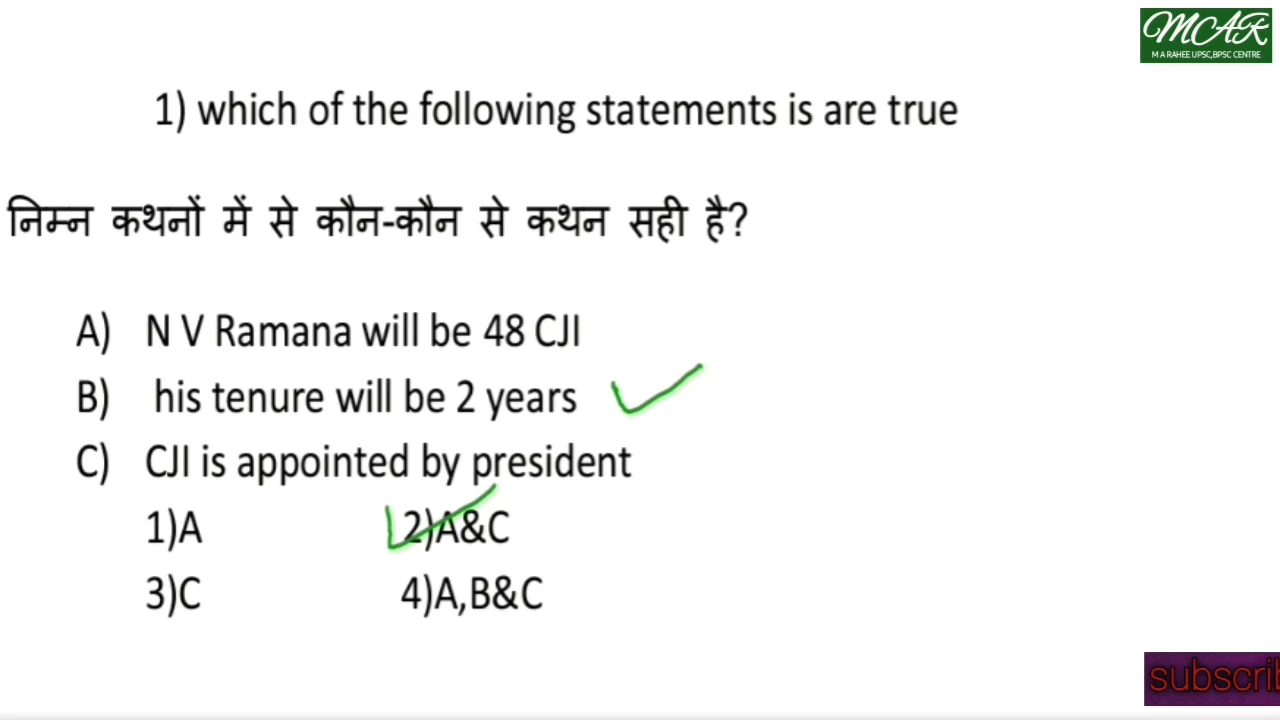 MCAR
M A RAHEE UPSC,BPSC CENTRE
1) which of the following statements is are true
निम्न कथनों में से कौन-कौन से कथन सही है?
A) N V Ramana will be 48 CJI
B) his tenure will be 2 years
C) CJI is appointed by president
1)A 2)A&C
3)C 4)A,B&C
subscrib